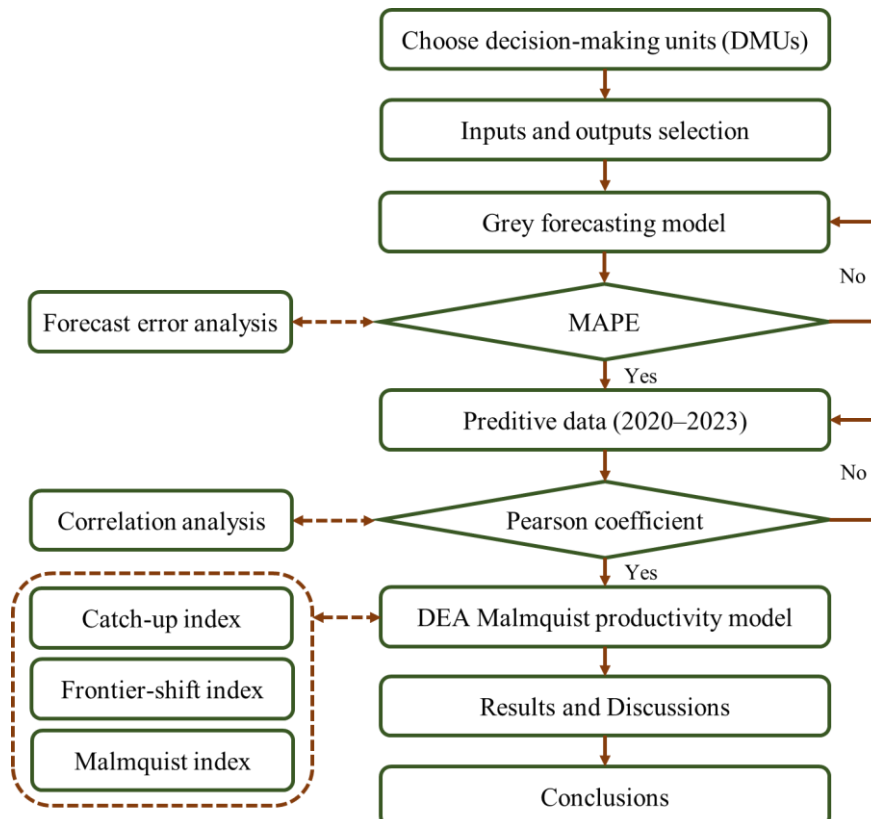 Choose decision-making units (DMUs)
Inputs and outputs selection
Grey forecasting model
No
Forecast error analysis
MAPE
Yes
Preditive data (2020–2023)
No
Correlation analysis
Pearson coefficient
Yes
Catch-up index
DEA Malmquist productivity model
Frontier-shift index
Results and Discussions
Malmquist index
Conclusions